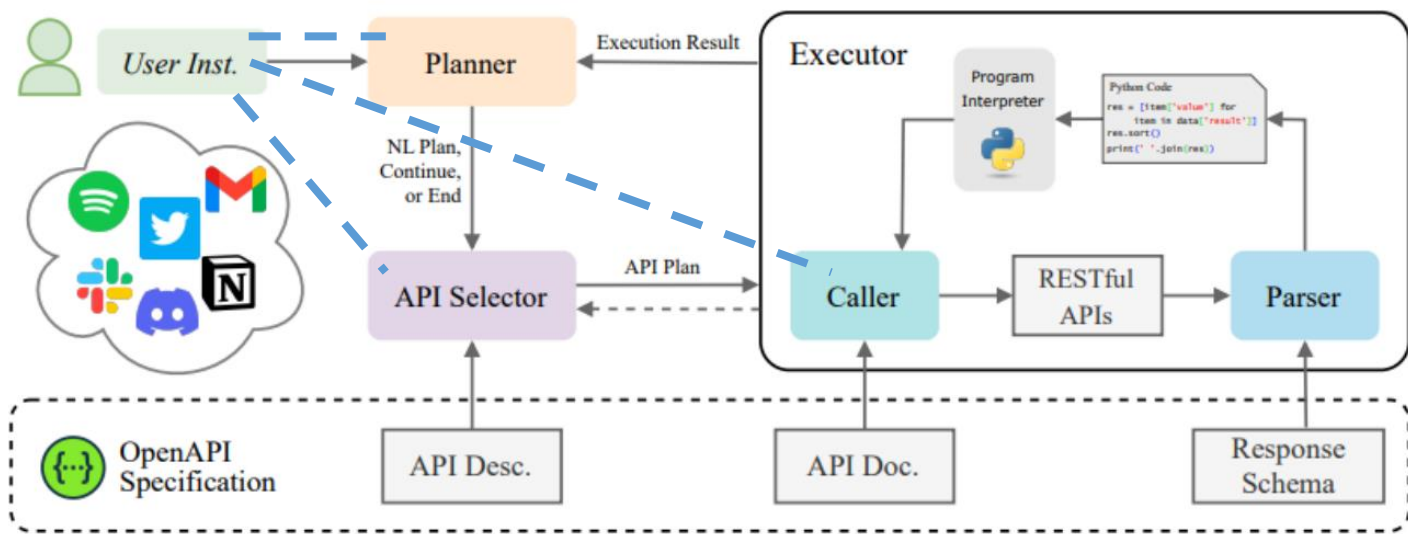 User Inst.
Planner
Execution Result
Executor
Program
Interpreter
Python Code
res = [item["value"] for
item in data["result"]]
res.sort()
print(' '.join(res))
NL Plan,
Continue,
or End
API Selector
API Plan
Caller
RESTful
APIs
Parser
N
{...}
OpenAPI
Specification
API Desc.
API Doc.
Response
Schema